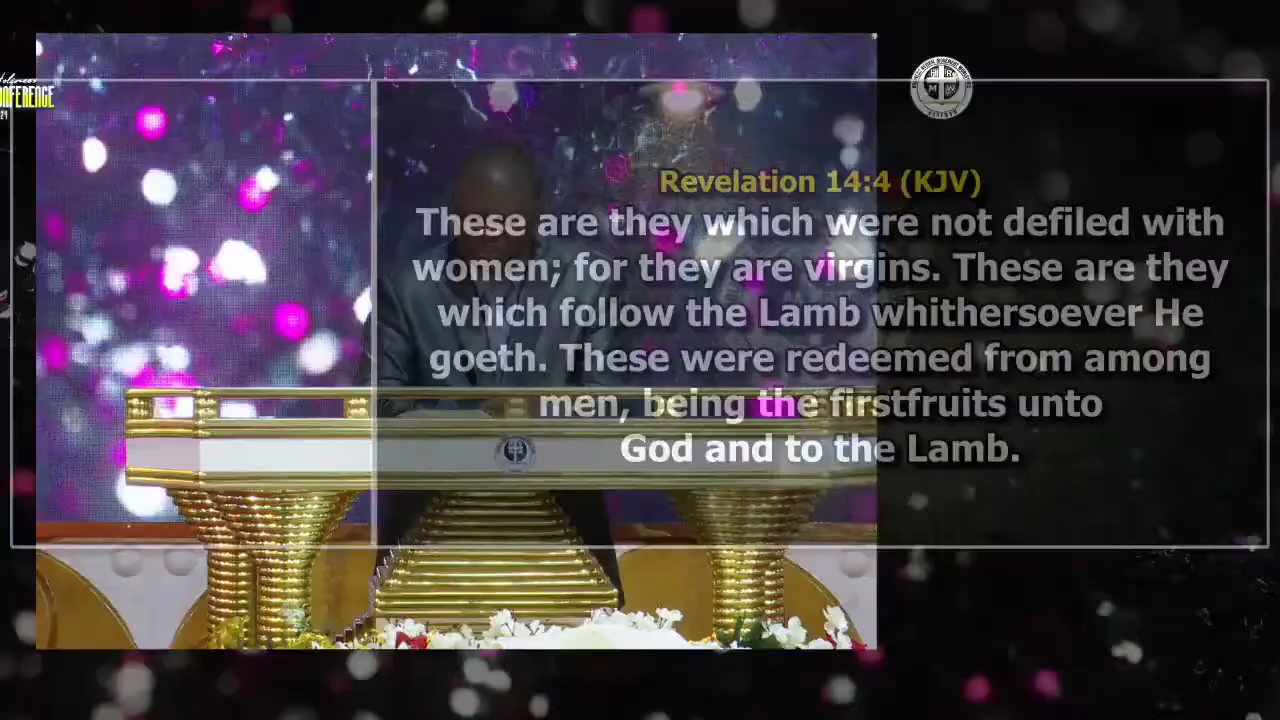 CONFERENCE
Revelation 14:4 (KJV)
These are they which were not defiled with
women; for they are virgins. These are they
which follow the Lamb whithersoever He
goeth. These were redeemed from among
men, being the firstfruits unto
God and to the Lamb.